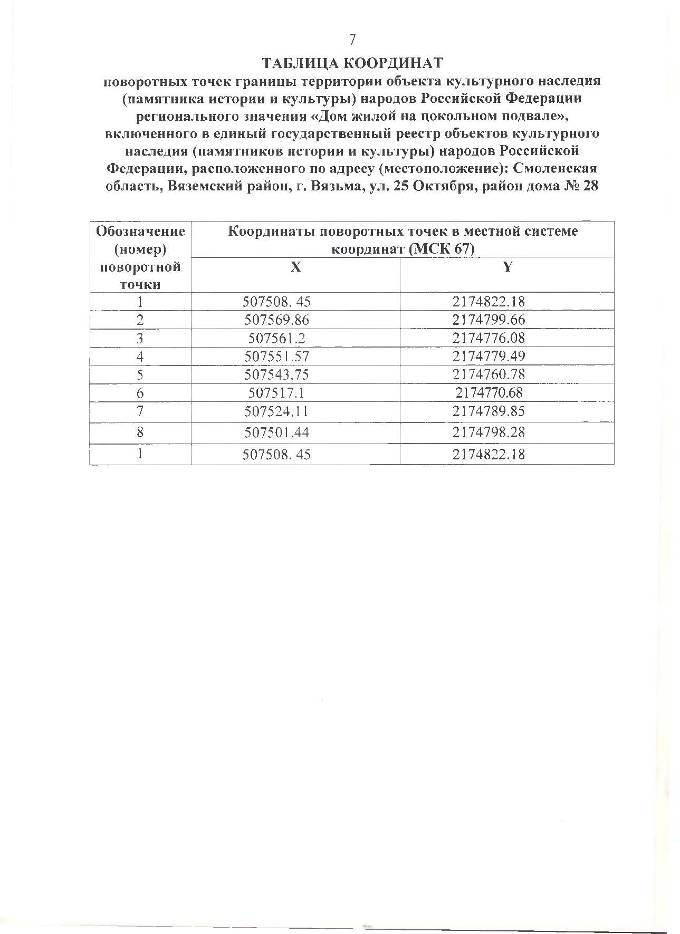 7
ТАБЛИЦА КООРДИНАТ
поворотных точек границы территории объекта культурного наследия
(памятника истории и культуры) народов Российской Федерации
регионального значения «Дом жилой на цокольном подвале»,
включенного в единый государственный реестр объектов культурного
наследия (памятников истории и культуры) народов Российской
Федерации, расположенного по адресу (местоположение): Смоленская
область, Вяземский район, г. Вязьма, ул. 25 Октября, район дома № 28
Обозначение (номер) поворотной точки
Координаты поворотных точек в местной системе
координат (МСК 67)
X Y
1 507508. 45 2174822.18
2 507569.86 2174799.66
3 507561.2 2174776.08
4 507551.57 2174779.49
5 507543.75 2174760.78
6 507517.1 2174770.68
7 507524.11 2174789.85
8 507501.44 2174798.28
1 507508. 45 2174822.18